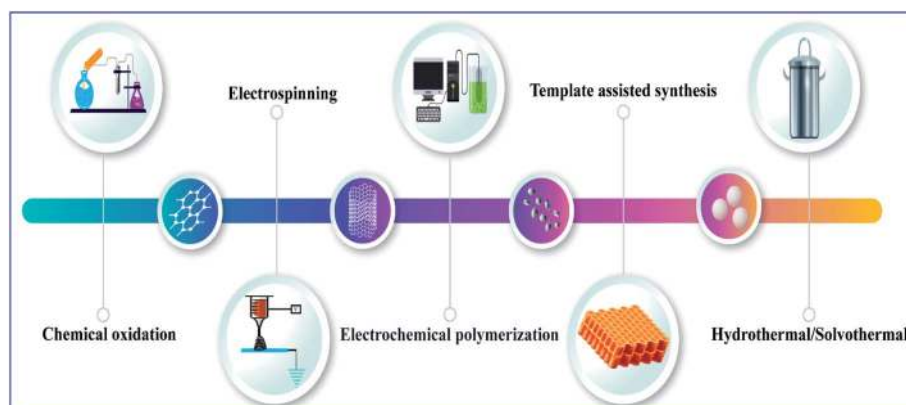 Electrospinning
Template assisted synthesis
Chemical oxidation
Electrochemical polymerization
Hydrothermal/Solvothermal